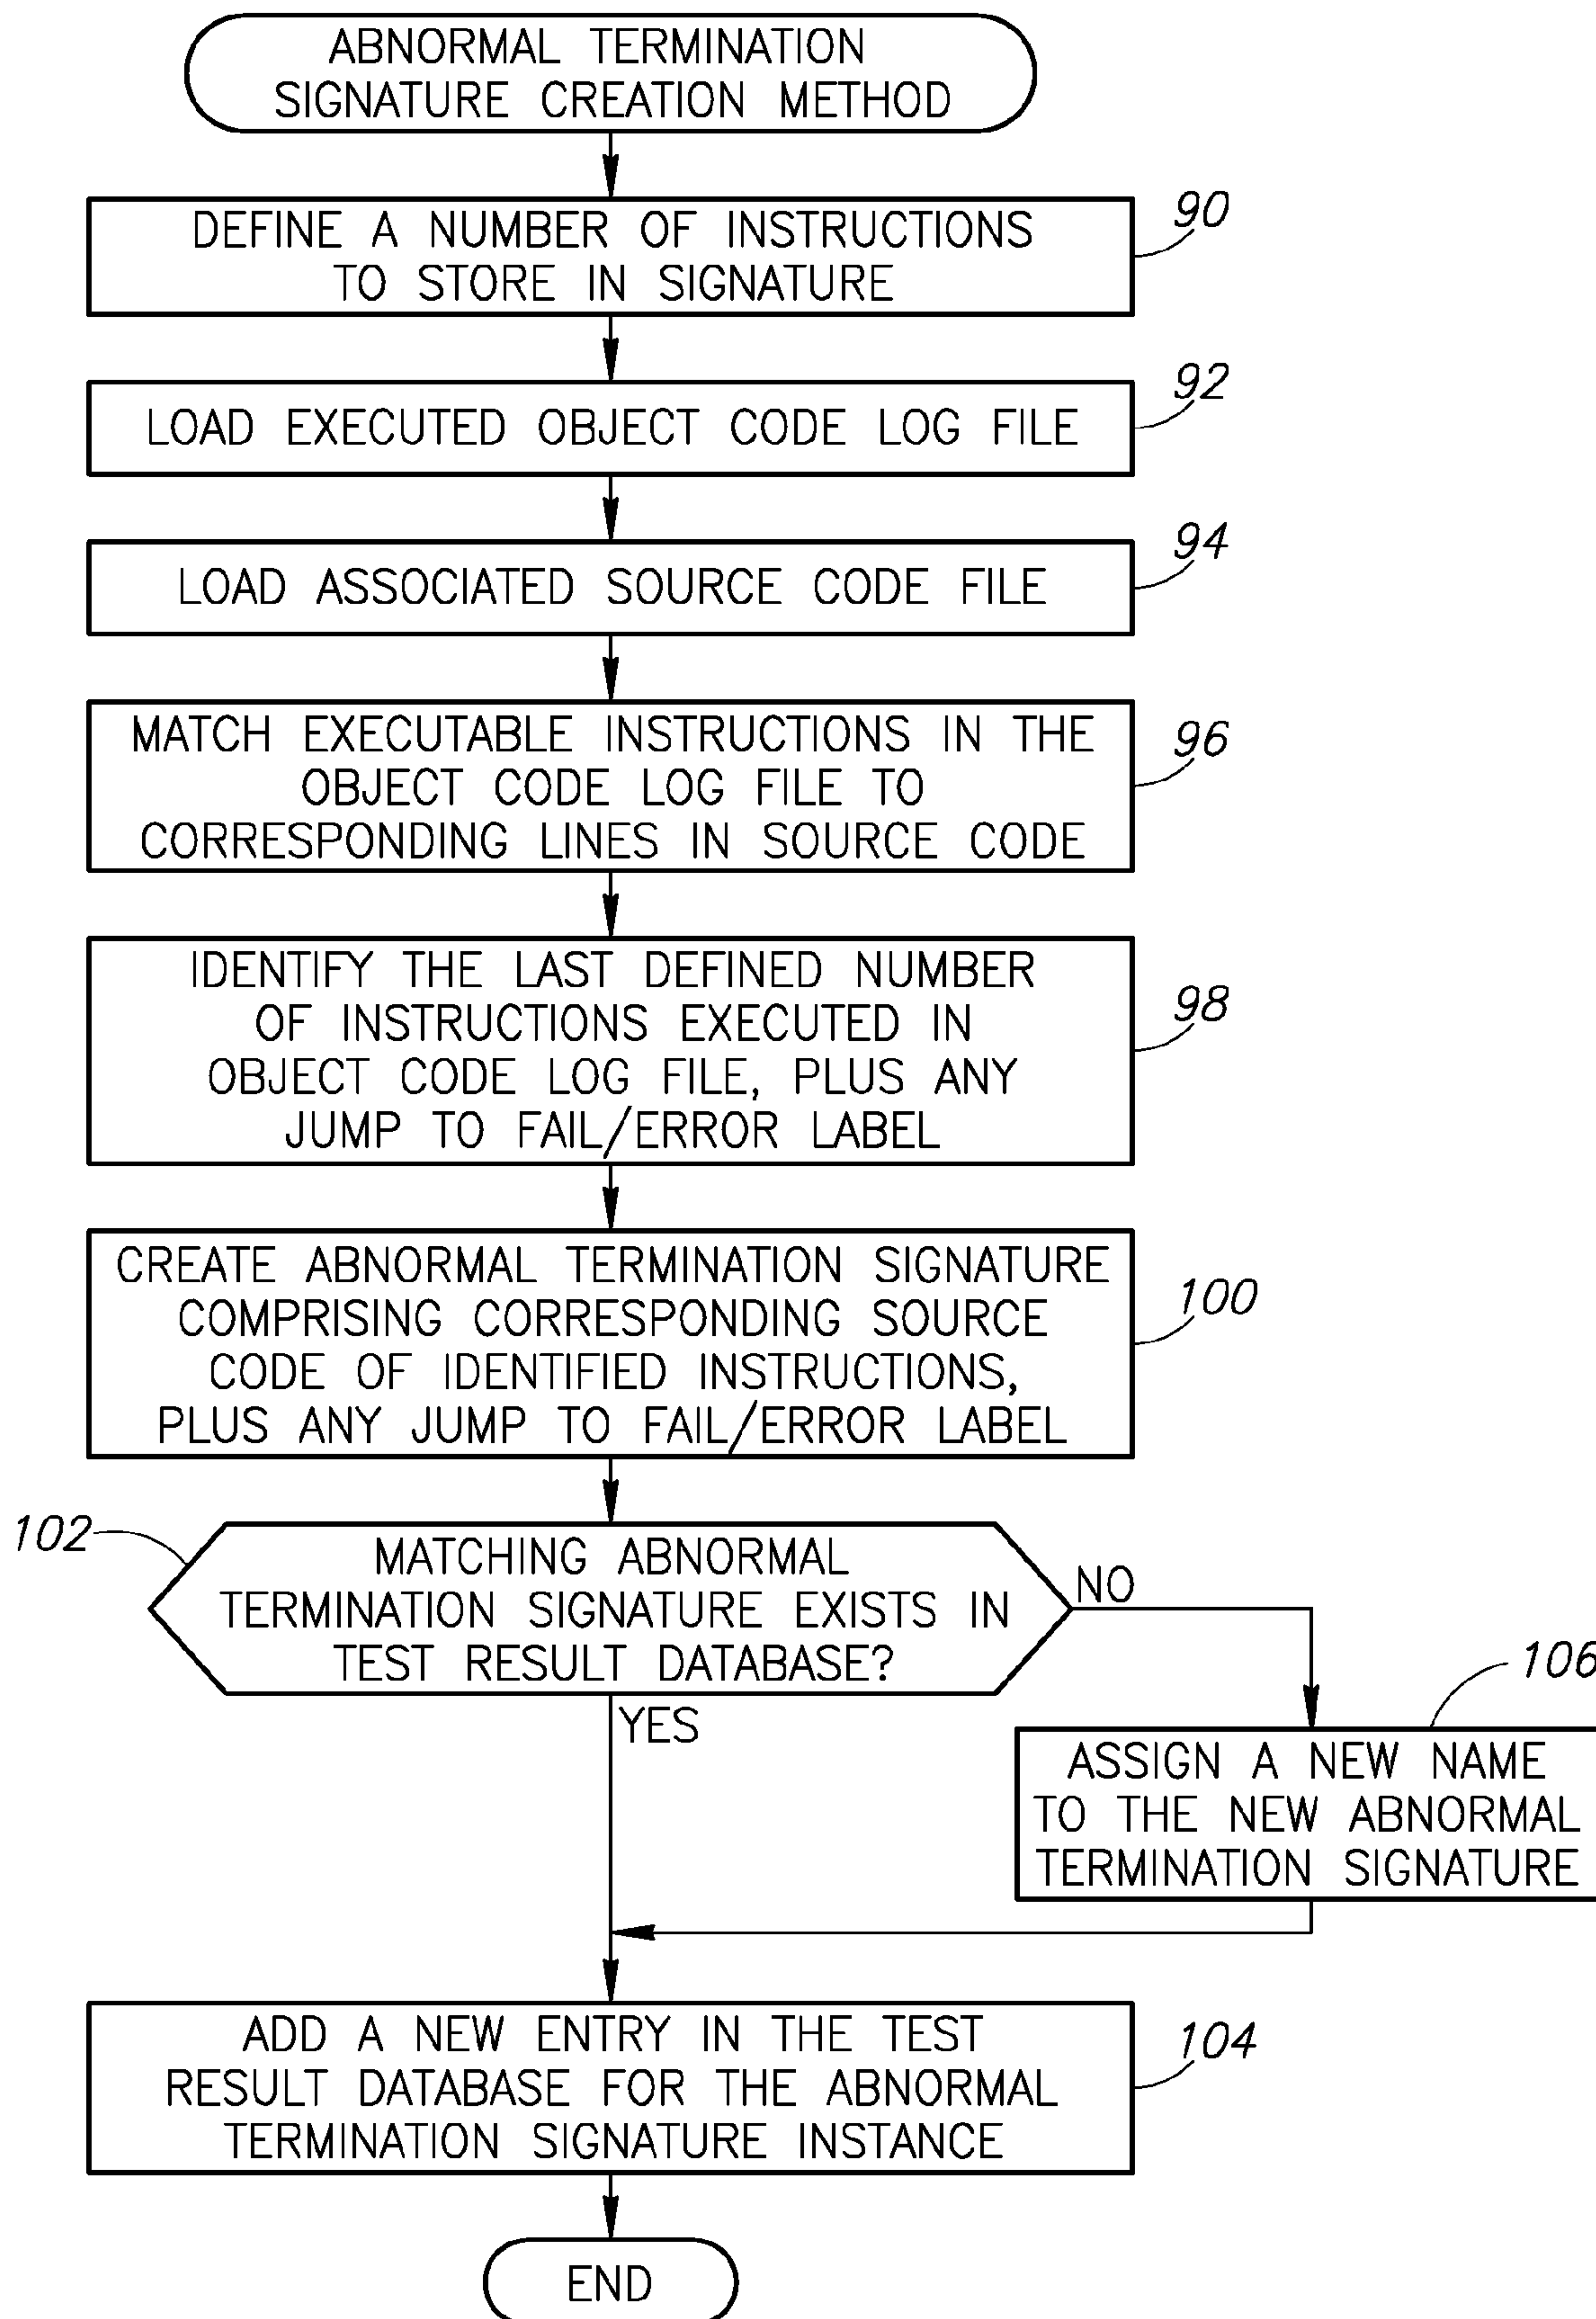 ABNORMAL TERMINATION
SIGNATURE CREATION METHOD
DEFINE A NUMBER OF INSTRUCTIONS
TO STORE IN SIGNATURE
90
LOAD EXECUTED OBJECT CODE LOG FILE
92
LOAD ASSOCIATED SOURCE CODE FILE
94
MATCH EXECUTABLE INSTRUCTIONS IN THE
OBJECT CODE LOG FILE TO
CORRESPONDING LINES IN SOURCE CODE
96
IDENTIFY THE LAST DEFINED NUMBER
OF INSTRUCTIONS EXECUTED IN
OBJECT CODE LOG FILE, PLUS ANY
JUMP TO FAIL/ERROR LABEL
98
CREATE ABNORMAL TERMINATION SIGNATURE
COMPRISING CORRESPONDING SOURCE
CODE OF IDENTIFIED INSTRUCTIONS,
PLUS ANY JUMP TO FAIL/ERROR LABEL
100
102
MATCHING ABNORMAL
TERMINATION SIGNATURE EXISTS IN
TEST RESULT DATABASE?
NO
YES
106
ASSIGN A NEW NAME
TO THE NEW ABNORMAL
TERMINATION SIGNATURE
ADD A NEW ENTRY IN THE TEST
RESULT DATABASE FOR THE ABNORMAL
TERMINATION SIGNATURE INSTANCE
104
END